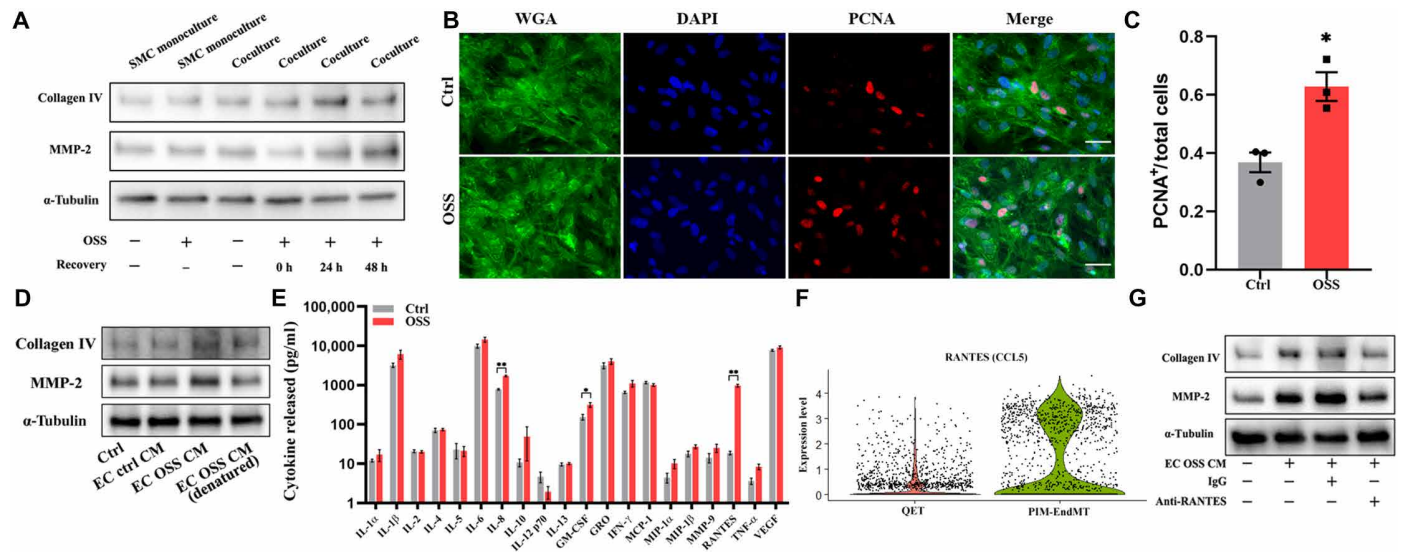 A
SMC monoculture
SMC monoculture
Coculture
Coculture
Coculture
Coculture
Collagen IV
MMP-2
α-Tubulin
OSS – + – + + +
Recovery – – – 0 h 24 h 48 h
B
WGA DAPI PCNA Merge
Ctrl
OSS
C
PCNA⁺/total cells
0.8
0.6
0.4
0.2
0.0
*
Ctrl OSS
D
Collagen IV
MMP-2
α-Tubulin
Ctrl
EC ctrl CM
EC OSS CM
EC OSS CM
(denatured)
E
Cytokine released (pg/ml)
100,000
10,000
1000
100
10
1
Ctrl
OSS
**
*
**
IL-1α
IL-1β
IL-2
IL-4
IL-5
IL-6
IL-8
IL-10
IL-12 p70
IL-13
GM-CSF
GRO
IFN-γ
MCP-1
MIP-1α
MIP-1β
MMP-9
RANTES
TNF-α
VEGF
F
RANTES (CCL5)
Expression level
4
3
2
1
0
QET PIM-EndMT
G
Collagen IV
MMP-2
α-Tubulin
EC OSS CM – + + +
IgG – – + –
Anti-RANTES – – – +